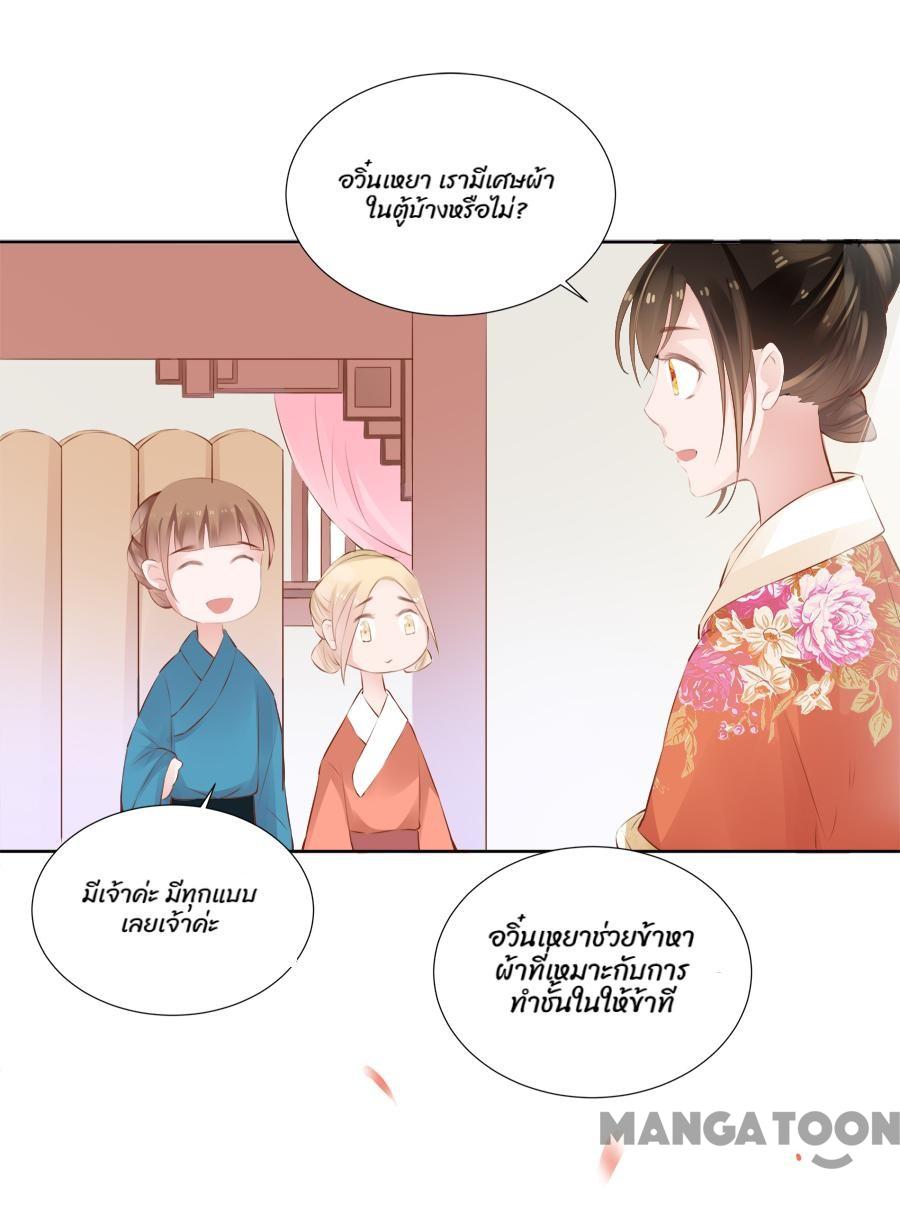 อวิ๋นเหยา เรามีเศษผ้า
ในตู้บ้างหรือไม่?
มีเจ้าค่ะ มีทุกแบบ
เลยเจ้าค่ะ
อวิ๋นเหยาช่วยข้าหา
ผ้าที่เหมาะกับการ
ทำชั้นในให้ข้าที
MANGATOON